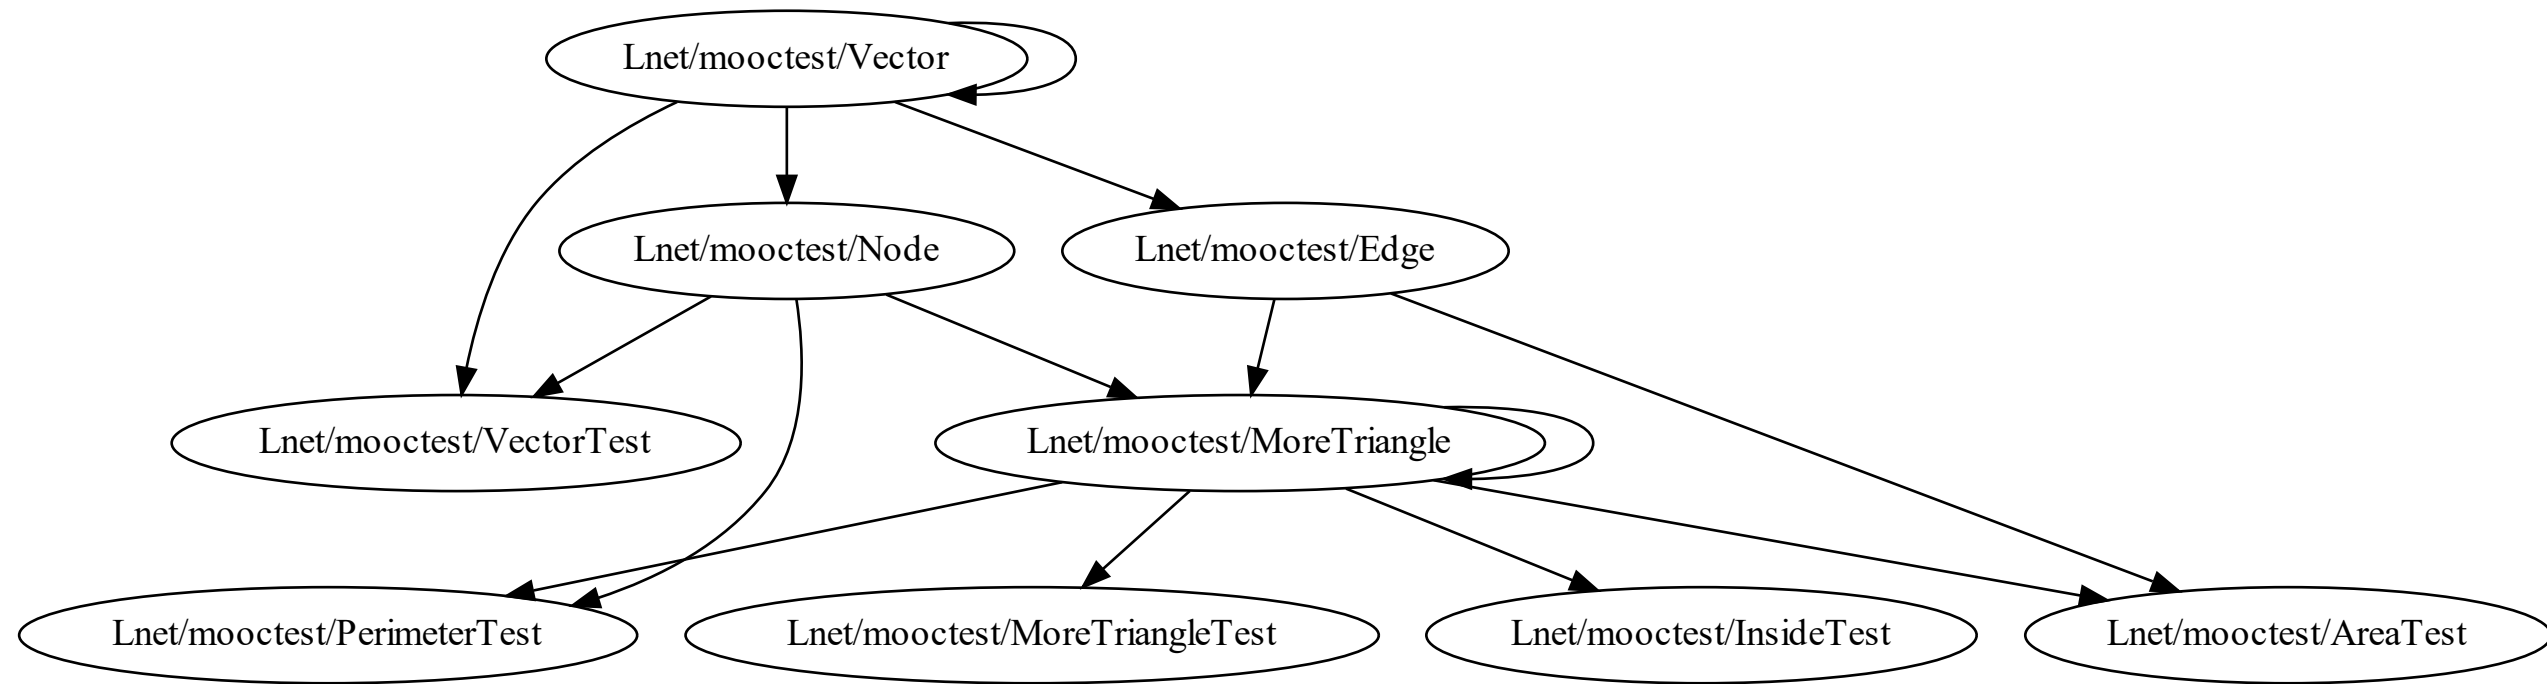 Lnet/mooctest/Vector
Lnet/mooctest/Node
Lnet/mooctest/Edge
Lnet/mooctest/VectorTest
Lnet/mooctest/MoreTriangle
Lnet/mooctest/PerimeterTest
Lnet/mooctest/MoreTriangleTest
Lnet/mooctest/InsideTest
Lnet/mooctest/AreaTest